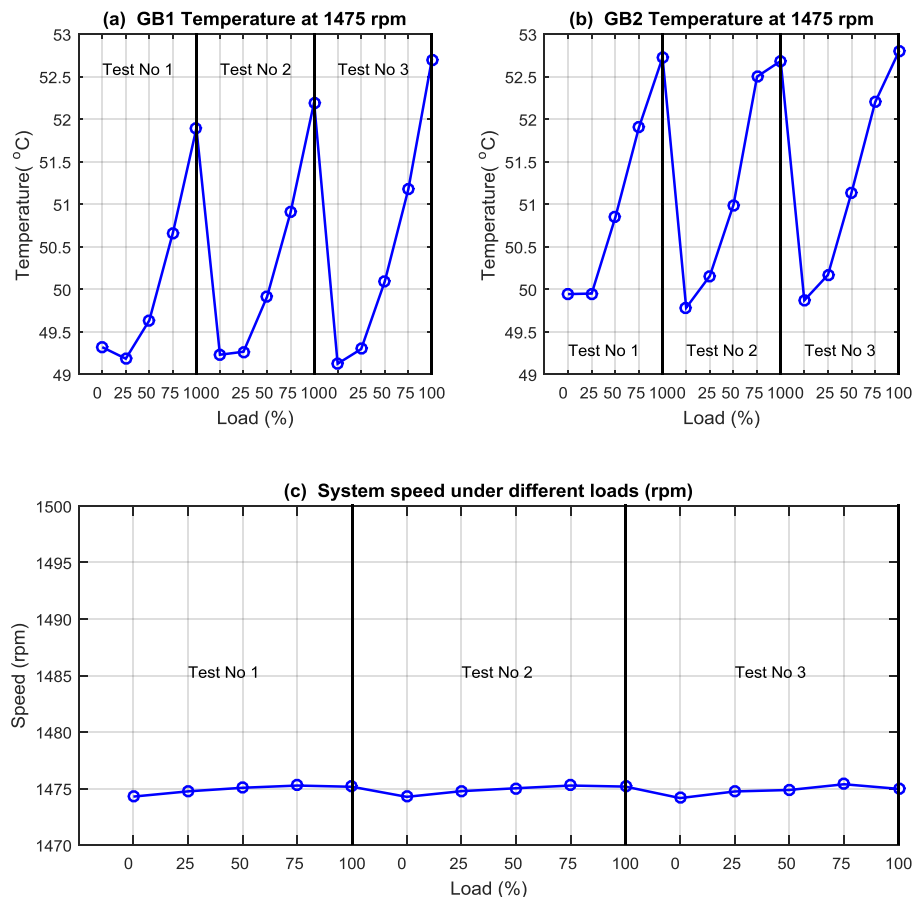 (a) GB1 Temperature at 1475 rpm
53
52.5
52
51.5
51
50.5
50
49.5
49
Temperature( °C)
Test No 1
Test No 2
Test No 3
0 25 50 75 1000 25 50 75 1000 25 50 75 100
Load (%)
(b) GB2 Temperature at 1475 rpm
53
52.5
52
51.5
51
50.5
50
49.5
49
Temperature( °C)
Test No 1
Test No 2
Test No 3
0 25 50 75 1000 25 50 75 1000 25 50 75 100
Load (%)
(c) System speed under different loads (rpm)
1500
1495
1490
1485
1480
1475
1470
Speed (rpm)
Test No 1
Test No 2
Test No 3
0 25 50 75 100 0 25 50 75 100 0 25 50 75 100
Load (%)